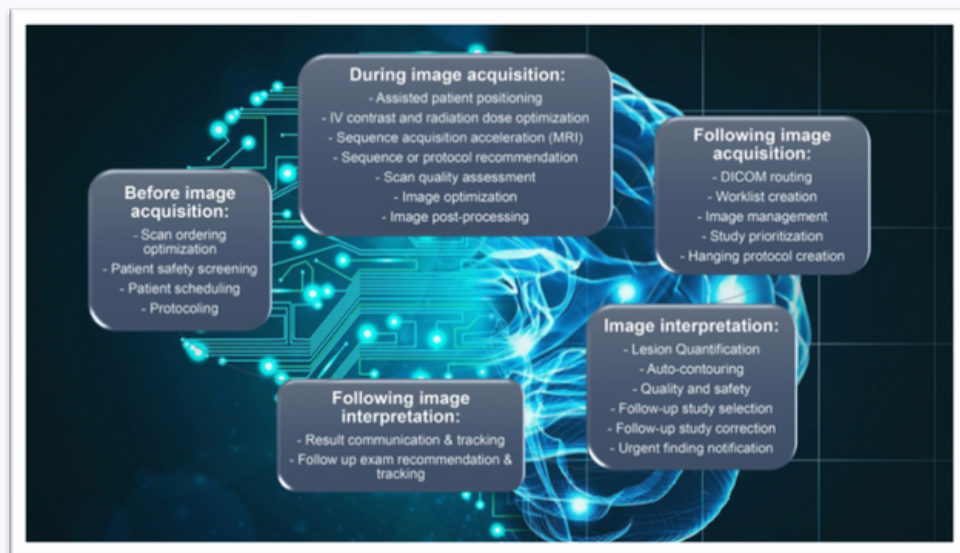 Before image
acquisition:
- Scan ordering
optimization
- Patient safety screening
- Patient scheduling
- Protocoling
During image acquisition:
- Assisted patient positioning
- IV contrast and radiation dose optimization
- Sequence acquisition acceleration (MRI)
- Sequence or protocol recommendation
- Scan quality assessment
- Image optimization
- Image post-processing
Following image
acquisition:
- DICOM routing
- Worklist creation
- Image management
- Study prioritization
- Hanging protocol creation
Image interpretation:
- Lesion Quantification
- Auto-contouring
- Quality and safety
- Follow-up study selection
- Follow-up study correction
- Urgent finding notification
Following image
interpretation:
- Result communication & tracking
- Follow up exam recommendation &
tracking